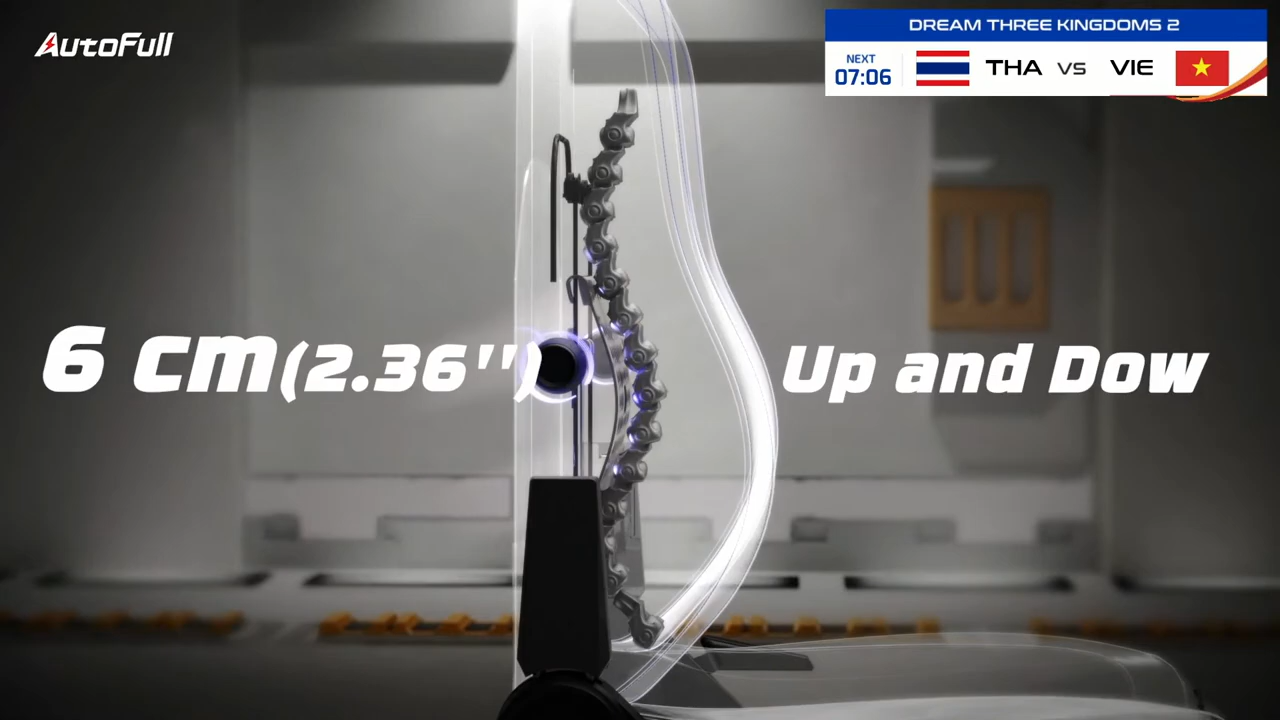 AutoFull
DREAM THREE KINGDOMS 2
NEXT
07:06
THA VS VIE
6 cm(2.36'')
Up and Dow